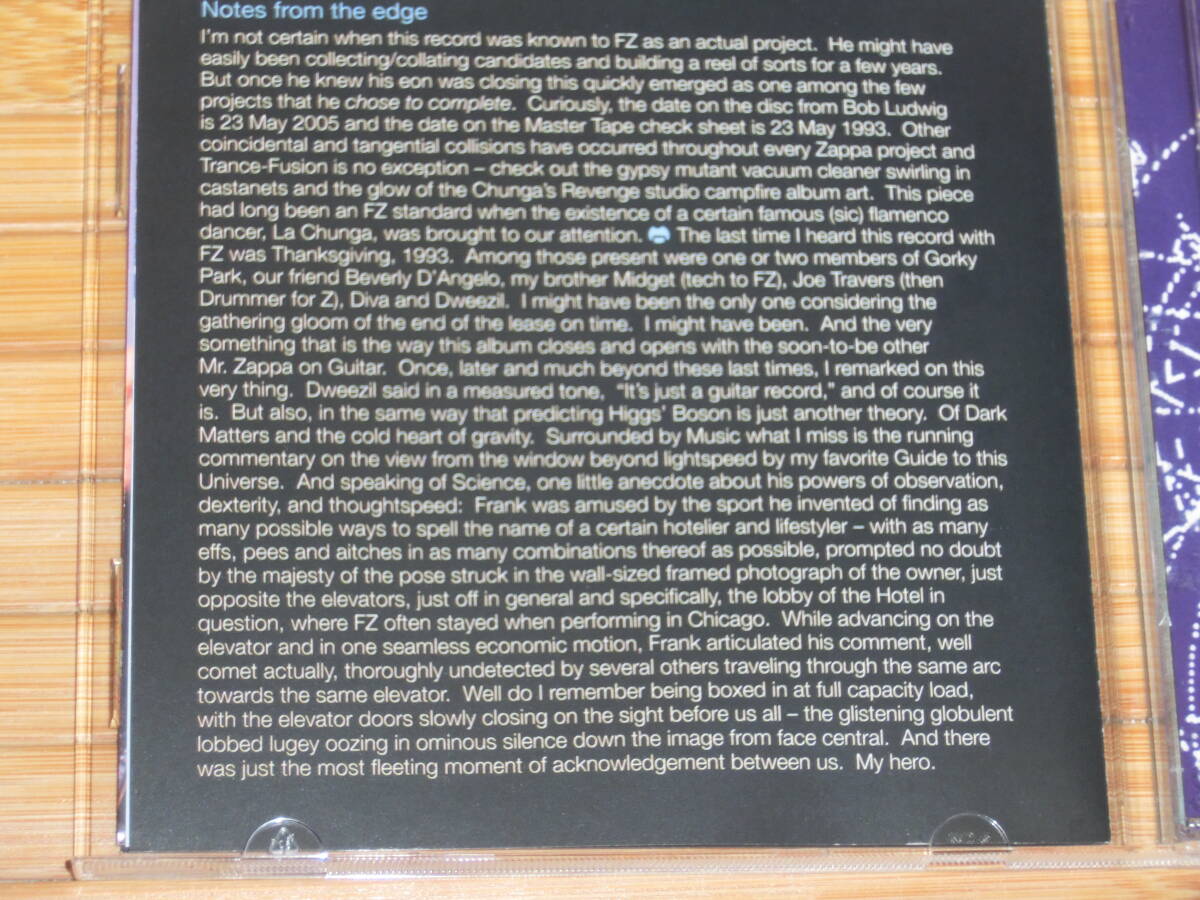 Notes from the edge
I'm not certain when this record was known to FZ as an actual project.  He might have
easily been collecting/collating candidates and building a reel of sorts for a few years.
But once he knew his eon was closing this quickly emerged as one among the few
projects that he chose to complete.  Curiously, the date on the disc from Bob Ludwig
is 23 May 2005 and the date on the Master Tape check sheet is 23 May 1993.  Other
coincidental and tangential collisions have occurred throughout every Zappa project and
Trance-Fusion is no exception – check out the gypsy mutant vacuum cleaner swirling in
castanets and the glow of the Chunga's Revenge studio campfire album art.  This piece
had long been an FZ standard when the existence of a certain famous (sic) flamenco
dancer, La Chunga, was brought to our attention.  The last time I heard this record with
FZ was Thanksgiving, 1993.  Among those present were one or two members of Gorky
Park, our friend Beverly D'Angelo, my brother Midget (tech to FZ), Joe Travers (then
Drummer for Z), Diva and Dweezil.  I might have been the only one considering the
gathering gloom of the end of the lease on time.  I might have been.  And the very
something that is the way this album closes and opens with the soon-to-be other
Mr. Zappa on Guitar.  Once, later and much beyond these last times, I remarked on this
very thing.  Dweezil said in a measured tone, "It's just a guitar record," and of course it
is.  But also, in the same way that predicting Higgs' Boson is just another theory.  Of Dark
Matters and the cold heart of gravity.  Surrounded by Music what I miss is the running
commentary on the view from the window beyond lightspeed by my favorite Guide to this
Universe.  And speaking of Science, one little anecdote about his powers of observation,
dexterity, and thoughtspeed:  Frank was amused by the sport he invented of finding as
many possible ways to spell the name of a certain hotelier and lifestyler – with as many
effs, pees and aitches in as many combinations thereof as possible, prompted no doubt
by the majesty of the pose struck in the wall-sized framed photograph of the owner, just
opposite the elevators, just off in general and specifically, the lobby of the Hotel in
question, where FZ often stayed when performing in Chicago.  While advancing on the
elevator and in one seamless economic motion, Frank articulated his comment, well
comet actually, thoroughly undetected by several others traveling through the same arc
towards the same elevator.  Well do I remember being boxed in at full capacity load,
with the elevator doors slowly closing on the sight before us all – the glistening globulent
lobbed lugey oozing in ominous silence down the image from face central.  And there
was just the most fleeting moment of acknowledgement between us.  My hero.